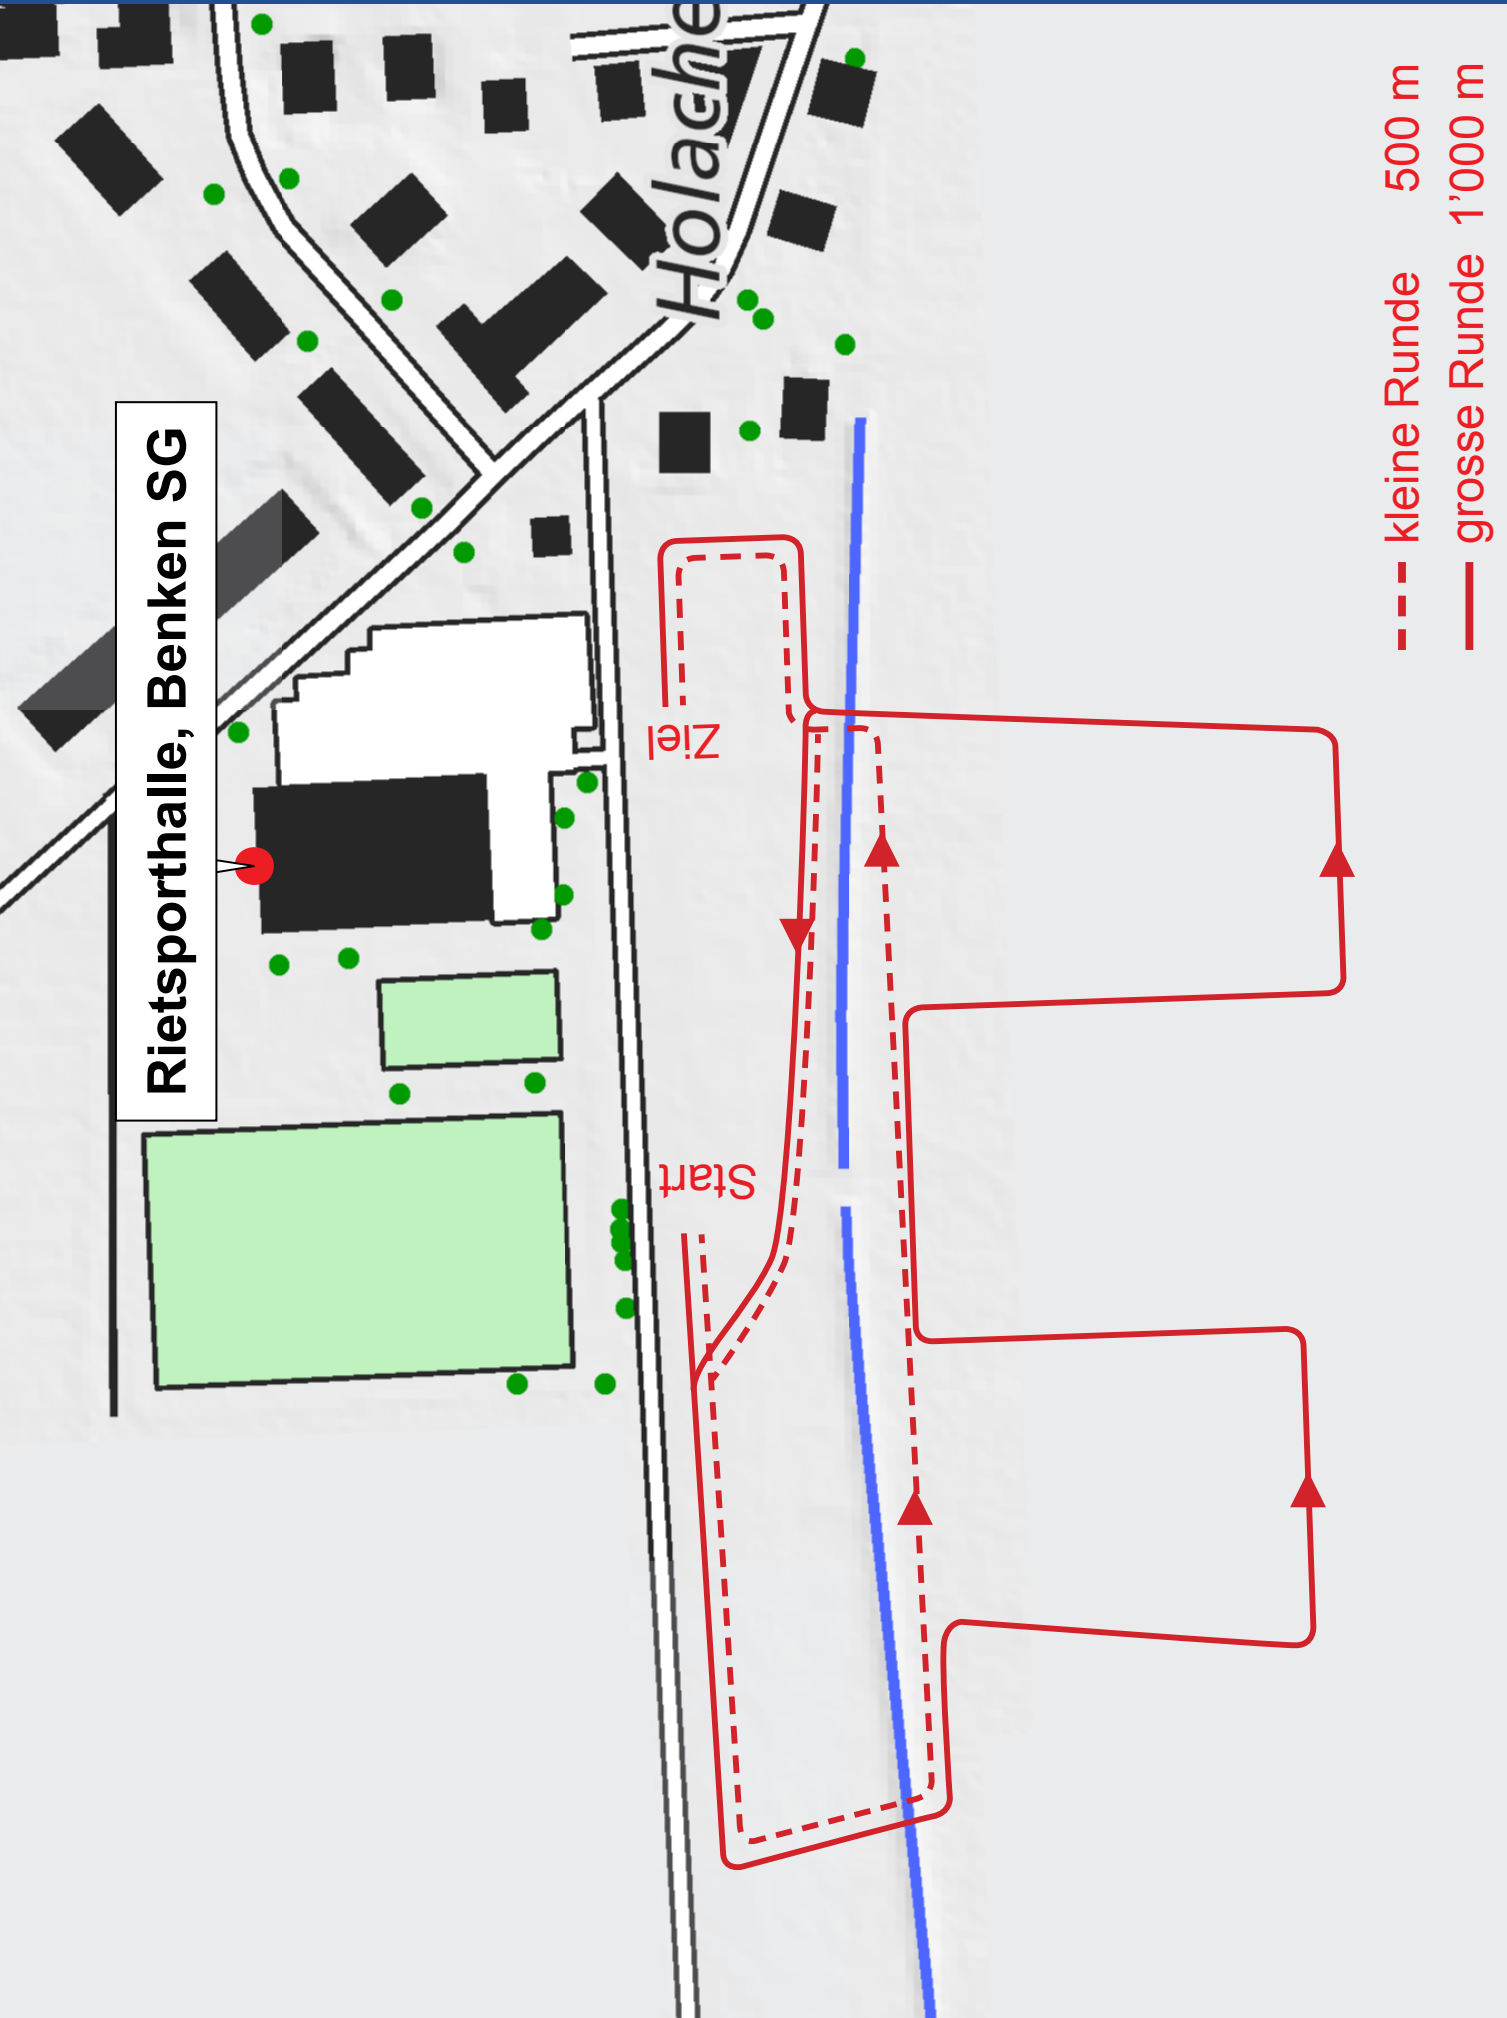 Rietsporthalle, Benken SG
Holache
Ziel
Start
kleine Runde 500 m
grosse Runde 1’000 m